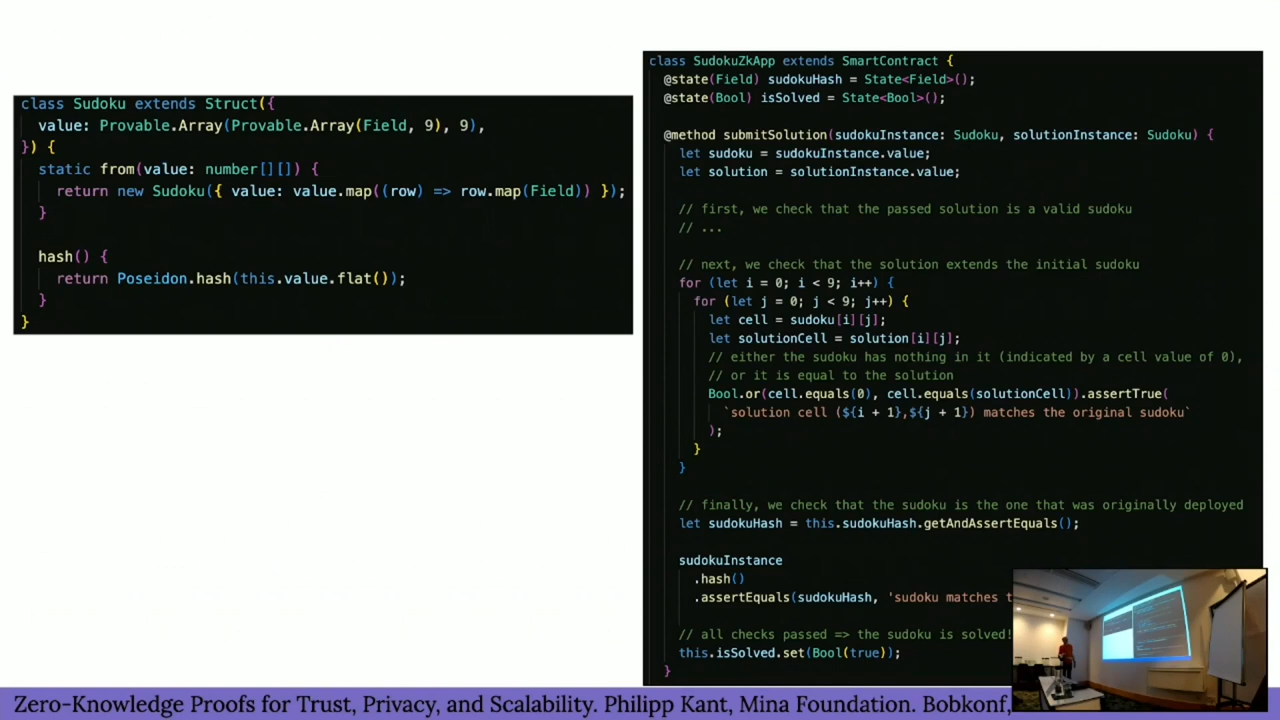 class Sudoku extends Struct({
  value: Provable.Array(Provable.Array(Field, 9), 9),
}) {
  static from(value: number[][]) {
    return new Sudoku({ value: value.map((row) => row.map(Field)) });
  }

  hash() {
    return Poseidon.hash(this.value.flat());
  }
}
class SudokuZkApp extends SmartContract {
  @state(Field) sudokuHash = State<Field>();
  @state(Bool) isSolved = State<Bool>();

  @method submitSolution(sudokuInstance: Sudoku, solutionInstance: Sudoku) {
    let sudoku = sudokuInstance.value;
    let solution = solutionInstance.value;

    // first, we check that the passed solution is a valid sudoku
    // ...

    // next, we check that the solution extends the initial sudoku
    for (let i = 0; i < 9; i++) {
      for (let j = 0; j < 9; j++) {
        let cell = sudoku[i][j];
        let solutionCell = solution[i][j];
        // either the sudoku has nothing in it (indicated by a cell value of 0),
        // or it is equal to the solution
        Bool.or(cell.equals(0), cell.equals(solutionCell)).assertTrue(
          `solution cell (${i + 1},${j + 1}) matches the original sudoku`
        );
      }
    }

    // finally, we check that the sudoku is the one that was originally deployed
    let sudokuHash = this.sudokuHash.getAndAssertEquals();

    sudokuInstance
      .hash()
      .assertEquals(sudokuHash, 'sudoku matches

    // all checks passed => the sudoku is solved!
    this.isSolved.set(Bool(true));
  }
Zero-Knowledge Proofs for Trust, Privacy, and Scalability. Philipp Kant, Mina Foundation. Bobkonf,